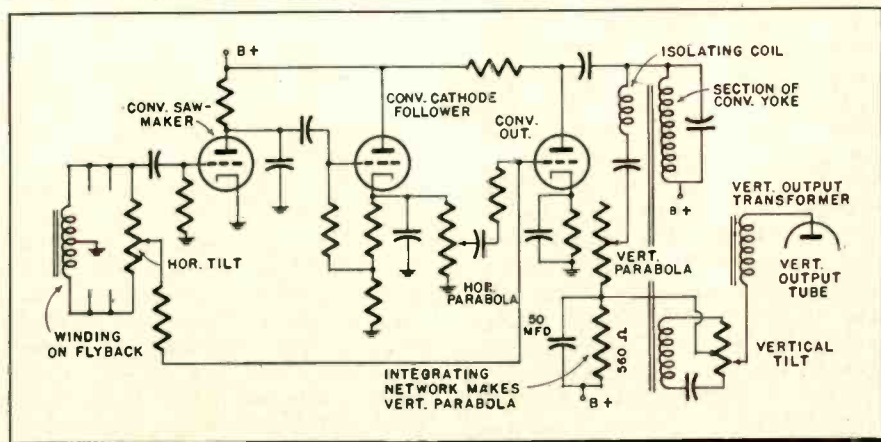 B+
CONV. SAW-
MAKER
CONV. CATHODE
FOLLOWER
CONV.
OUT.
ISOLATING COIL
SECTION OF
CONV. YOKE
B+
VERT. OUTPUT
TRANSFORMER
VERT.
OUTPUT
TUBE
HOR. TILT
WINDING
ON FLYBACK
HOR.
PARABOLA
VERT.
PARABOLA
50
MFD
560 Ω
INTEGRATING
NETWORK MAKES
VERT. PARABOLA
B+
VERTICAL
TILT